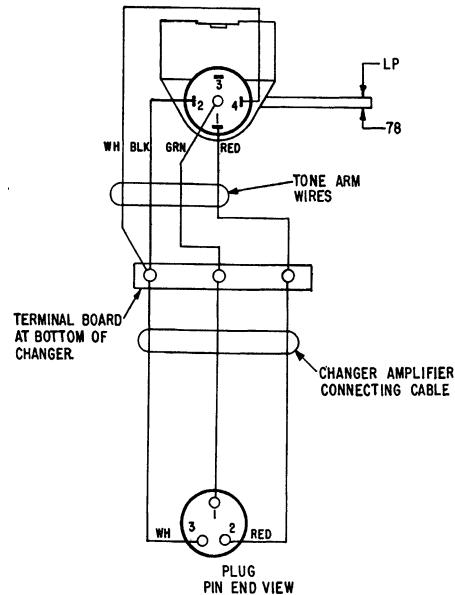 LP
3
2
4
1
78
WH BLK GRN RED
TONE ARM
WIRES
TERMINAL BOARD
AT BOTTOM OF
CHANGER.
CHANGER AMPLIFIER
CONNECTING CABLE
1
3
2
WH
RED
PLUG
PIN END VIEW